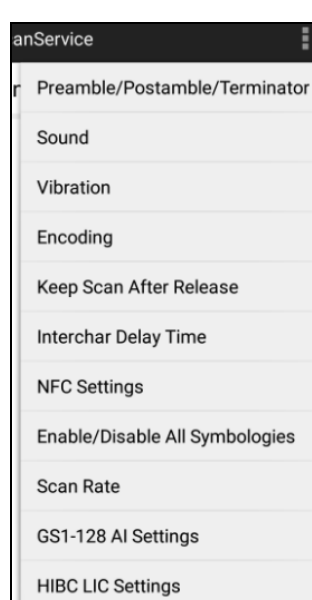 anService
Preamble/Postamble/Terminator
Sound
Vibration
Encoding
Keep Scan After Release
Interchar Delay Time
NFC Settings
Enable/Disable All Symbologies
Scan Rate
GS1-128 AI Settings
HIBC LIC Settings